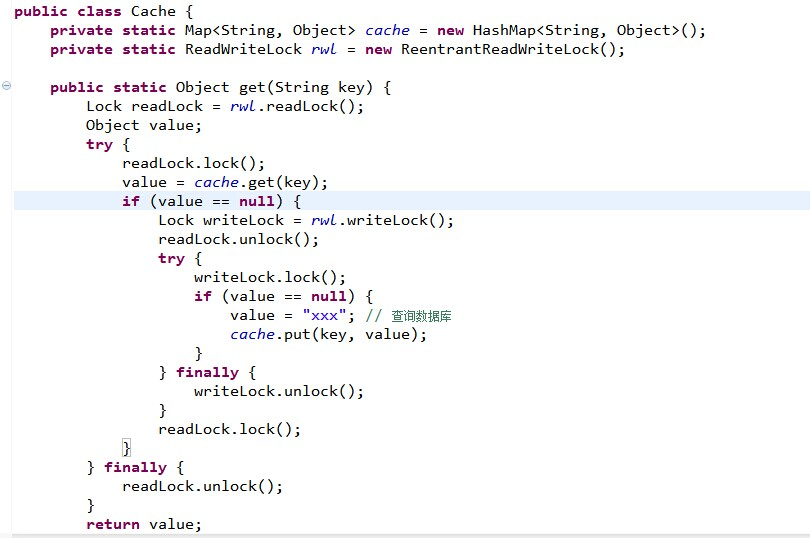 public class Cache {
    private static Map<String, Object> cache = new HashMap<String, Object>();
    private static ReadWriteLock rwl = new ReentrantReadWriteLock();

    public static Object get(String key) {
        Lock readLock = rwl.readLock();
        Object value;
        try {
            readLock.lock();
            value = cache.get(key);
            if (value == null) {
                Lock writeLock = rwl.writeLock();
                readLock.unlock();
                try {
                    writeLock.lock();
                    if (value == null) {
                        value = "xxx"; // 查询数据库
                        cache.put(key, value);
                    }
                } finally {
                    writeLock.unlock();
                }
                readLock.lock();
            }
        } finally {
            readLock.unlock();
        }
        return value;